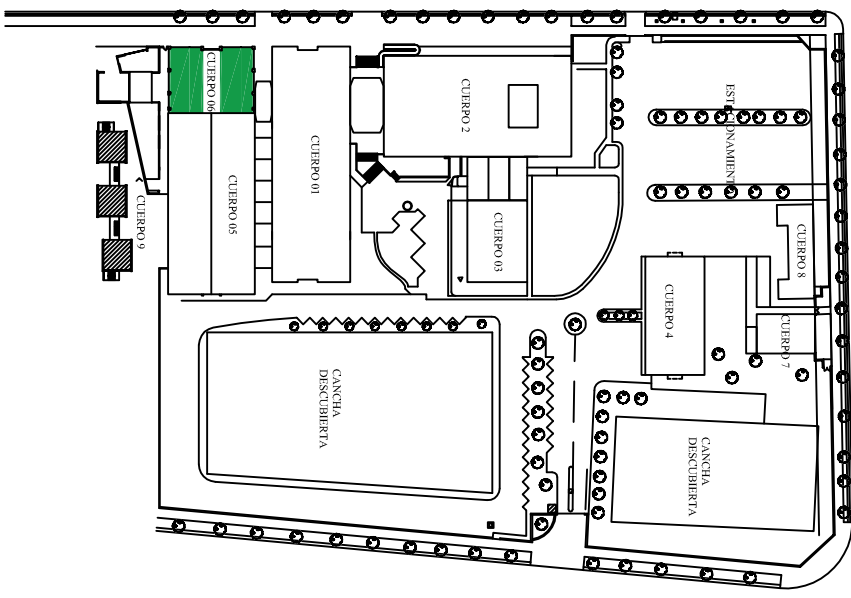 CUERPO 06
CUERPO 05
CUERPO 9
CUERPO 01
CUERPO 2
CUERPO 03
ESTACIONAMIENTO
CUERPO 8
CUERPO 4
CUERPO 7
CANCHA
DESCUBIERTA
CANCHA
DESCUBIERTA